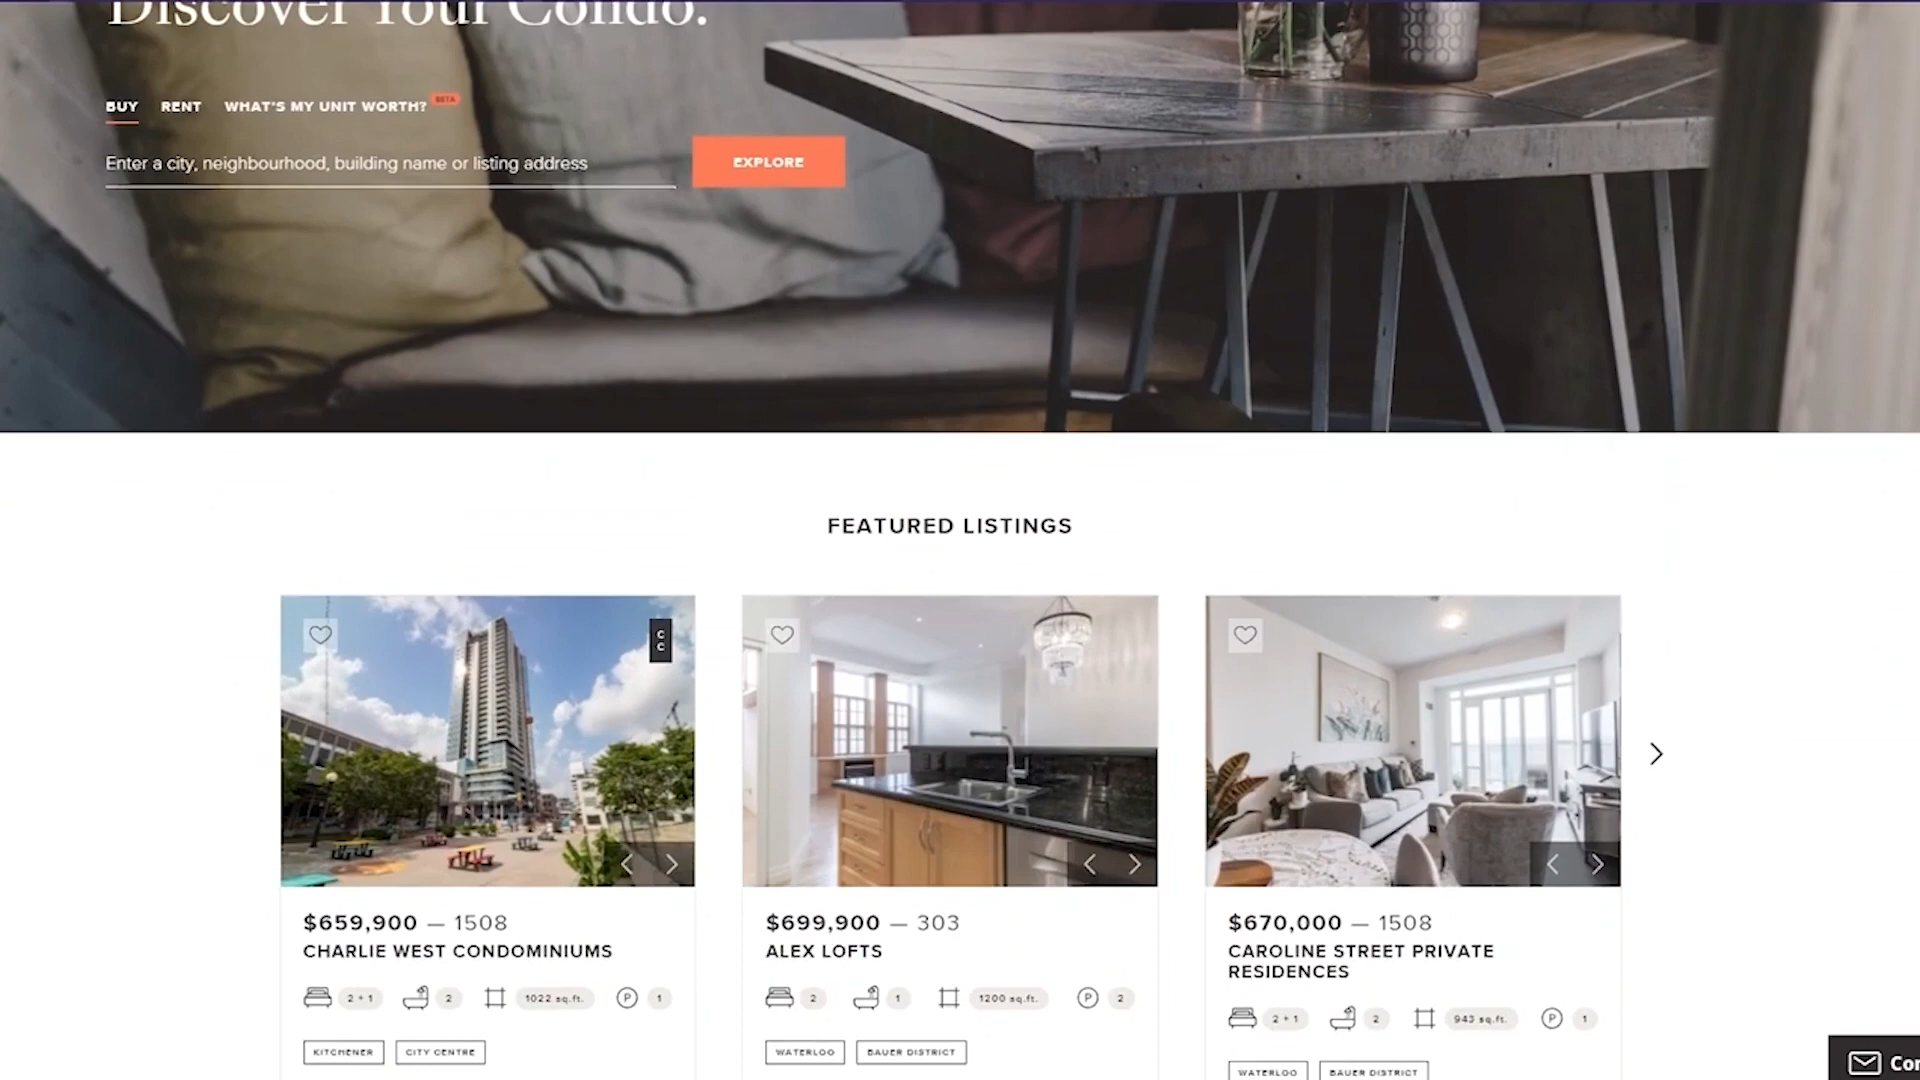 Discover Your Condo.
BUY RENT WHAT'S MY UNIT WORTH? BETA
Enter a city, neighbourhood, building name or listing address
EXPLORE
FEATURED LISTINGS
C
C
$659,900 — 1508
CHARLIE WEST CONDOMINIUMS
2 + 1 2 1022 sq.ft. P 1
KITCHENER CITY CENTRE
$699,900 — 303
ALEX LOFTS
2 1 1200 sq.ft. P 2
WATERLOO BAUER DISTRICT
$670,000 — 1508
CAROLINE STREET PRIVATE
RESIDENCES
2 + 1 2 943 sq.ft. P 1
WATERLOO BAUER DISTRICT